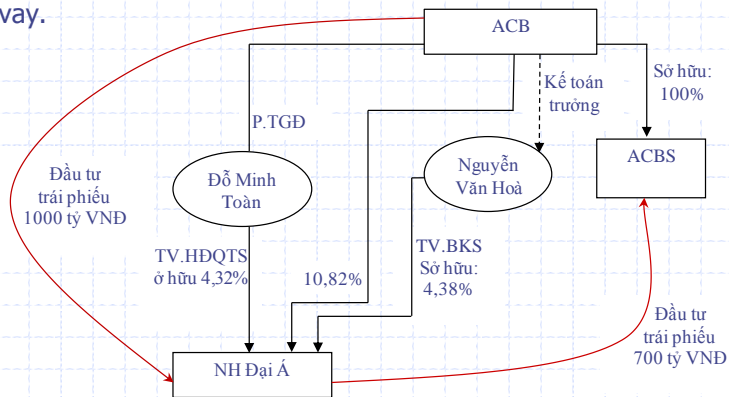 vay.
ACB
Kế toán
trưởng
Sở hữu:
100%
P.TGĐ
ACBS
Nguyễn
Văn Hoà
Đỗ Minh
Toàn
Đầu tư
trái phiếu
1000 tỷ VNĐ
TV.HĐQTS
ở hữu 4,32%
10,82%
TV.BKS
Sở hữu:
4,38%
Đầu tư
trái phiếu
700 tỷ VNĐ
NH Đại Á